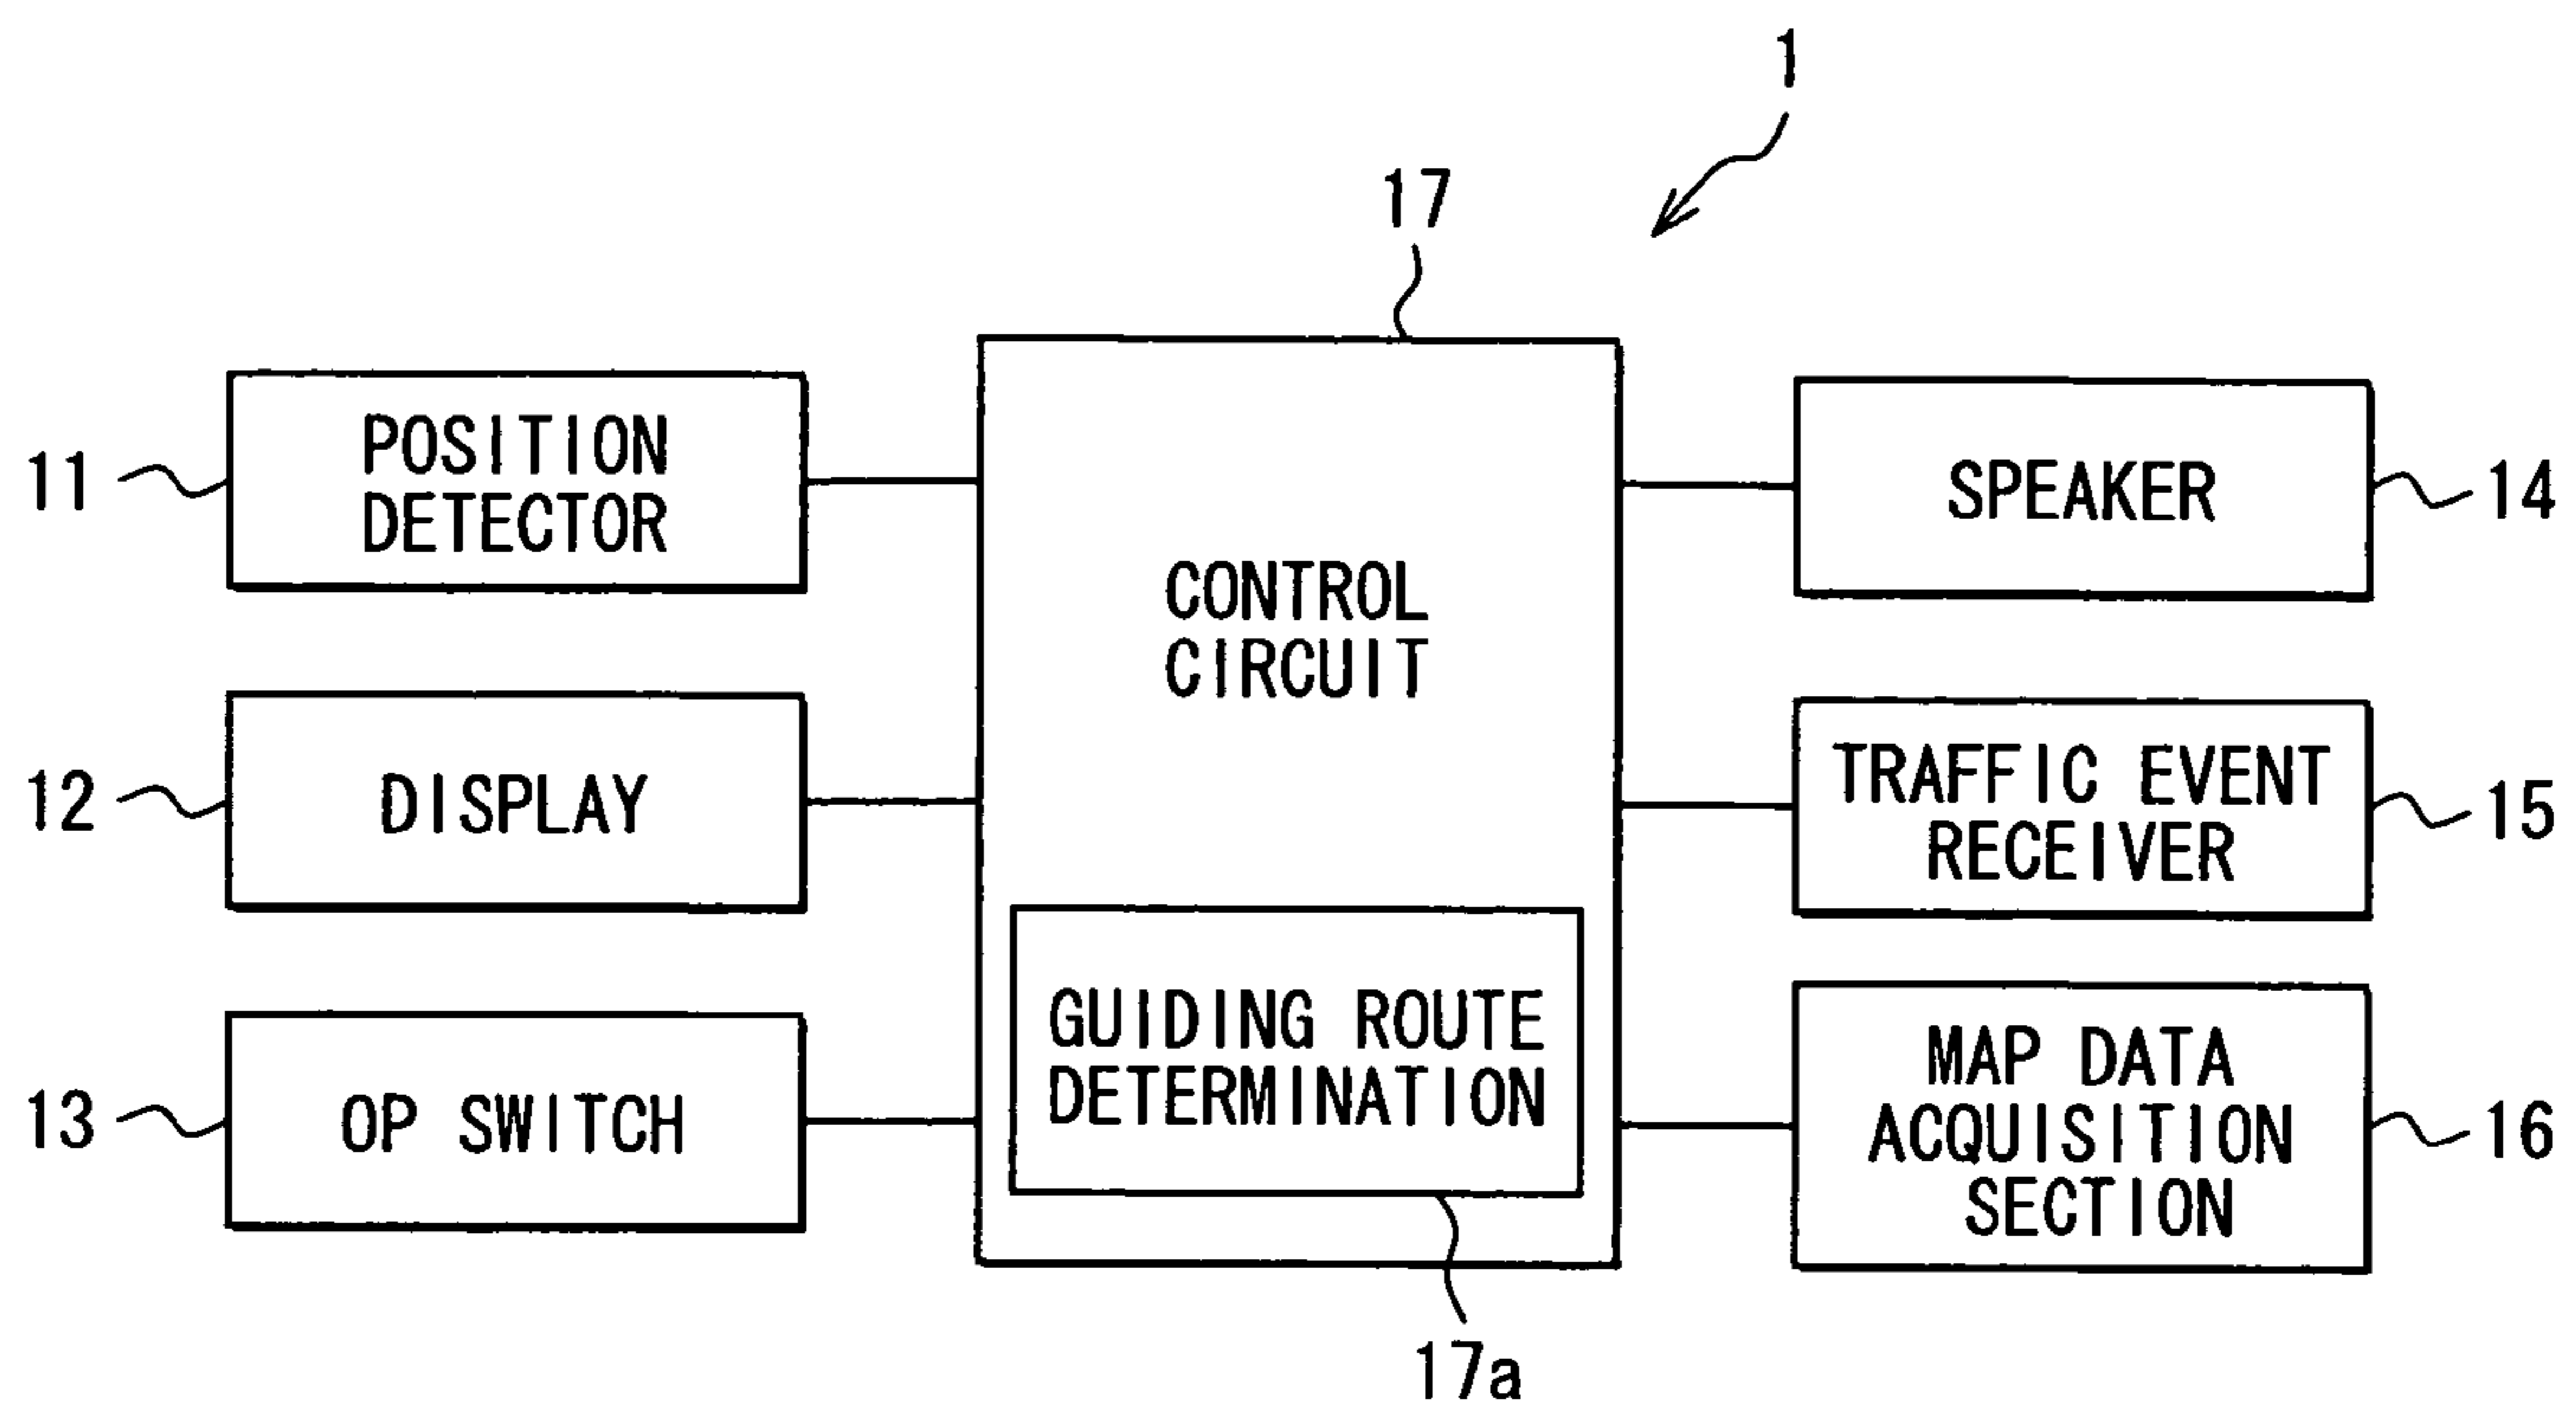 1
17
POSITION
DETECTOR
11
SPEAKER
14
CONTROL
CIRCUIT
DISPLAY
12
TRAFFIC EVENT
RECEIVER
15
GUIDING ROUTE
DETERMINATION
OP SWITCH
13
MAP DATA
ACQUISITION
SECTION
16
17a